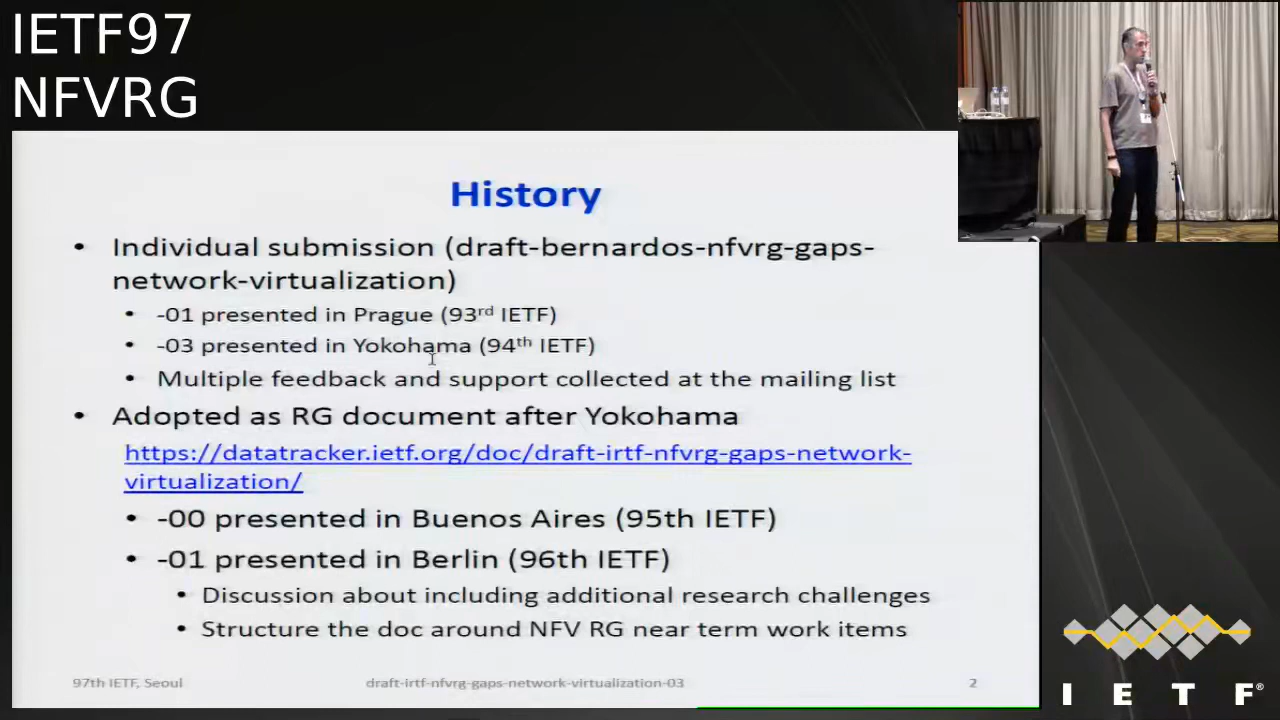 IETF97
NFVRG
History
• Individual submission (draft-bernardos-nfvrg-gaps-
network-virtualization)
• -01 presented in Prague (93rd IETF)
• -03 presented in Yokohama (94th IETF)
• Multiple feedback and support collected at the mailing list
• Adopted as RG document after Yokohama
https://datatracker.ietf.org/doc/draft-irtf-nfvrg-gaps-network-
virtualization/
• -00 presented in Buenos Aires (95th IETF)
• -01 presented in Berlin (96th IETF)
• Discussion about including additional research challenges
• Structure the doc around NFV RG near term work items
97th IETF, Seoul draft-irtf-nfvrg-gaps-network-virtualization-03 2
I E T F®